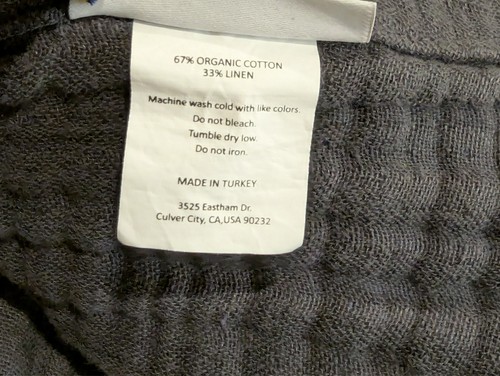 67% ORGANIC COTTON
33% LINEN
Machine wash cold with like colors.
Do not bleach.
Tumble dry low.
Do not iron.
MADE IN TURKEY
3525 Eastham Dr.
Culver City, CA,USA 90232